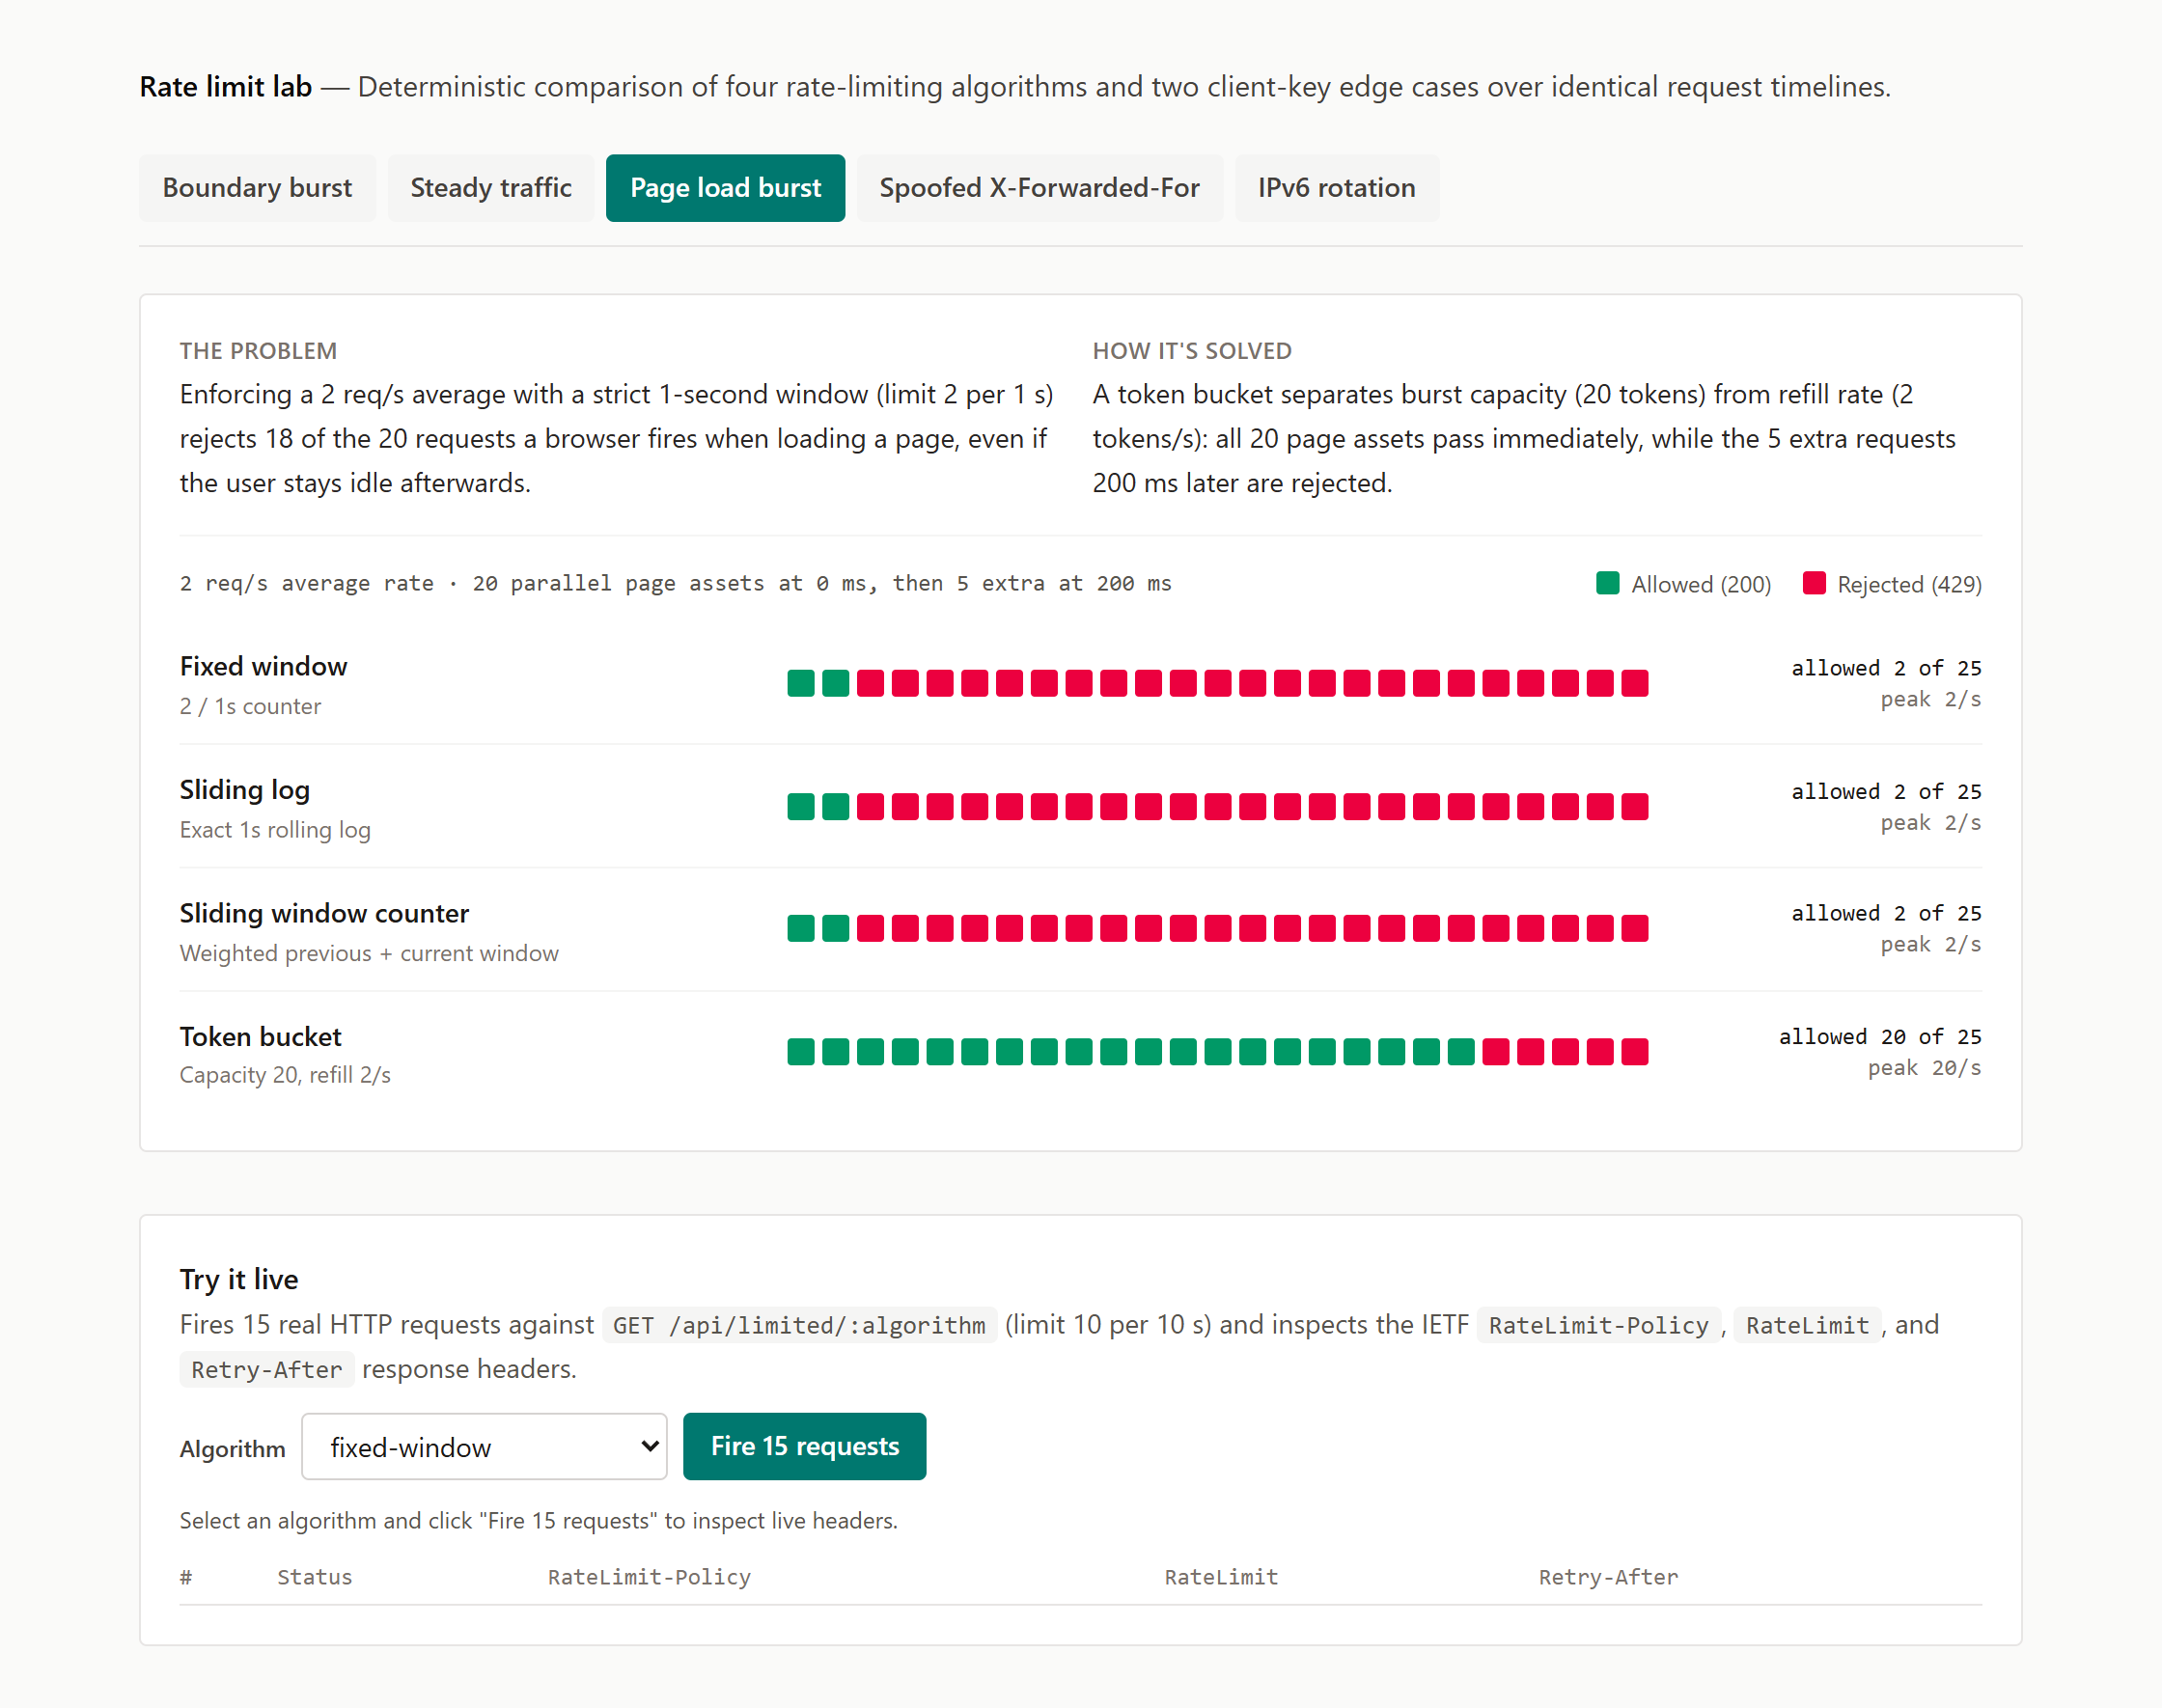 Rate limit lab — Deterministic comparison of four rate-limiting algorithms and two client-key edge cases over identical request timelines.
Boundary burst
Steady traffic
Page load burst
Spoofed X-Forwarded-For
IPv6 rotation
THE PROBLEM
Enforcing a 2 req/s average with a strict 1-second window (limit 2 per 1 s)
rejects 18 of the 20 requests a browser fires when loading a page, even if
the user stays idle afterwards.
HOW IT'S SOLVED
A token bucket separates burst capacity (20 tokens) from refill rate (2
tokens/s): all 20 page assets pass immediately, while the 5 extra requests
200 ms later are rejected.
2 req/s average rate · 20 parallel page assets at 0 ms, then 5 extra at 200 ms
Allowed (200)
Rejected (429)
Fixed window
2 / 1s counter
allowed 2 of 25
peak 2/s
Sliding log
Exact 1s rolling log
allowed 2 of 25
peak 2/s
Sliding window counter
Weighted previous + current window
allowed 2 of 25
peak 2/s
Token bucket
Capacity 20, refill 2/s
allowed 20 of 25
peak 20/s
Try it live
Fires 15 real HTTP requests against GET /api/limited/:algorithm (limit 10 per 10 s) and inspects the IETF RateLimit-Policy, RateLimit, and
Retry-After response headers.
Algorithm
fixed-window
Fire 15 requests
Select an algorithm and click "Fire 15 requests" to inspect live headers.
# Status RateLimit-Policy RateLimit Retry-After